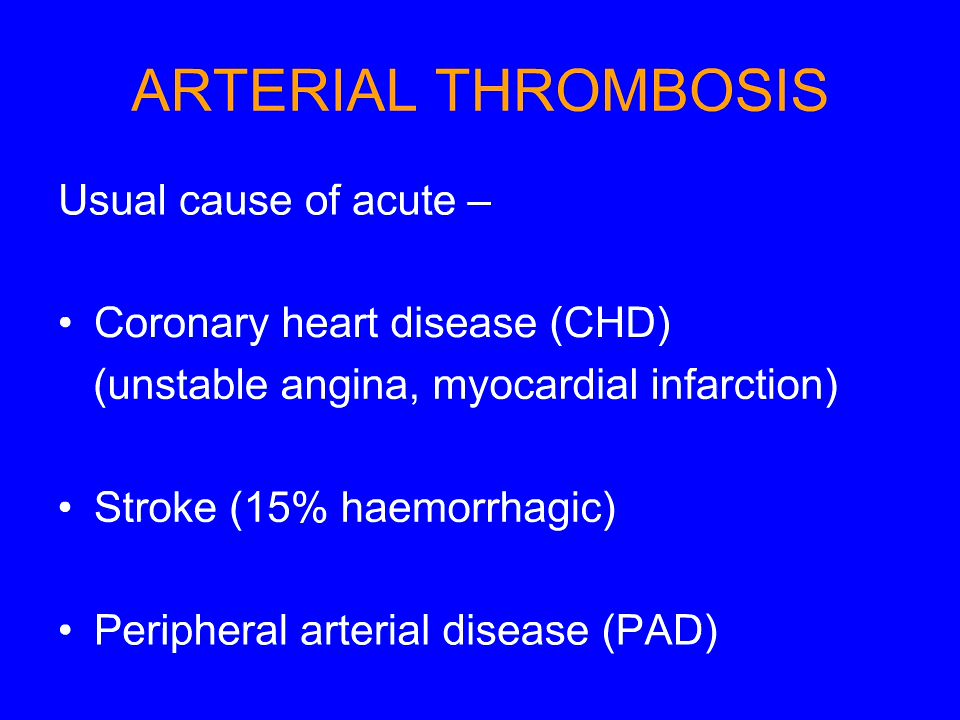 ARTERIAL THROMBOSIS
Usual cause of acute –
• Coronary heart disease (CHD)
(unstable angina, myocardial infarction)
• Stroke (15% haemorrhagic)
• Peripheral arterial disease (PAD)